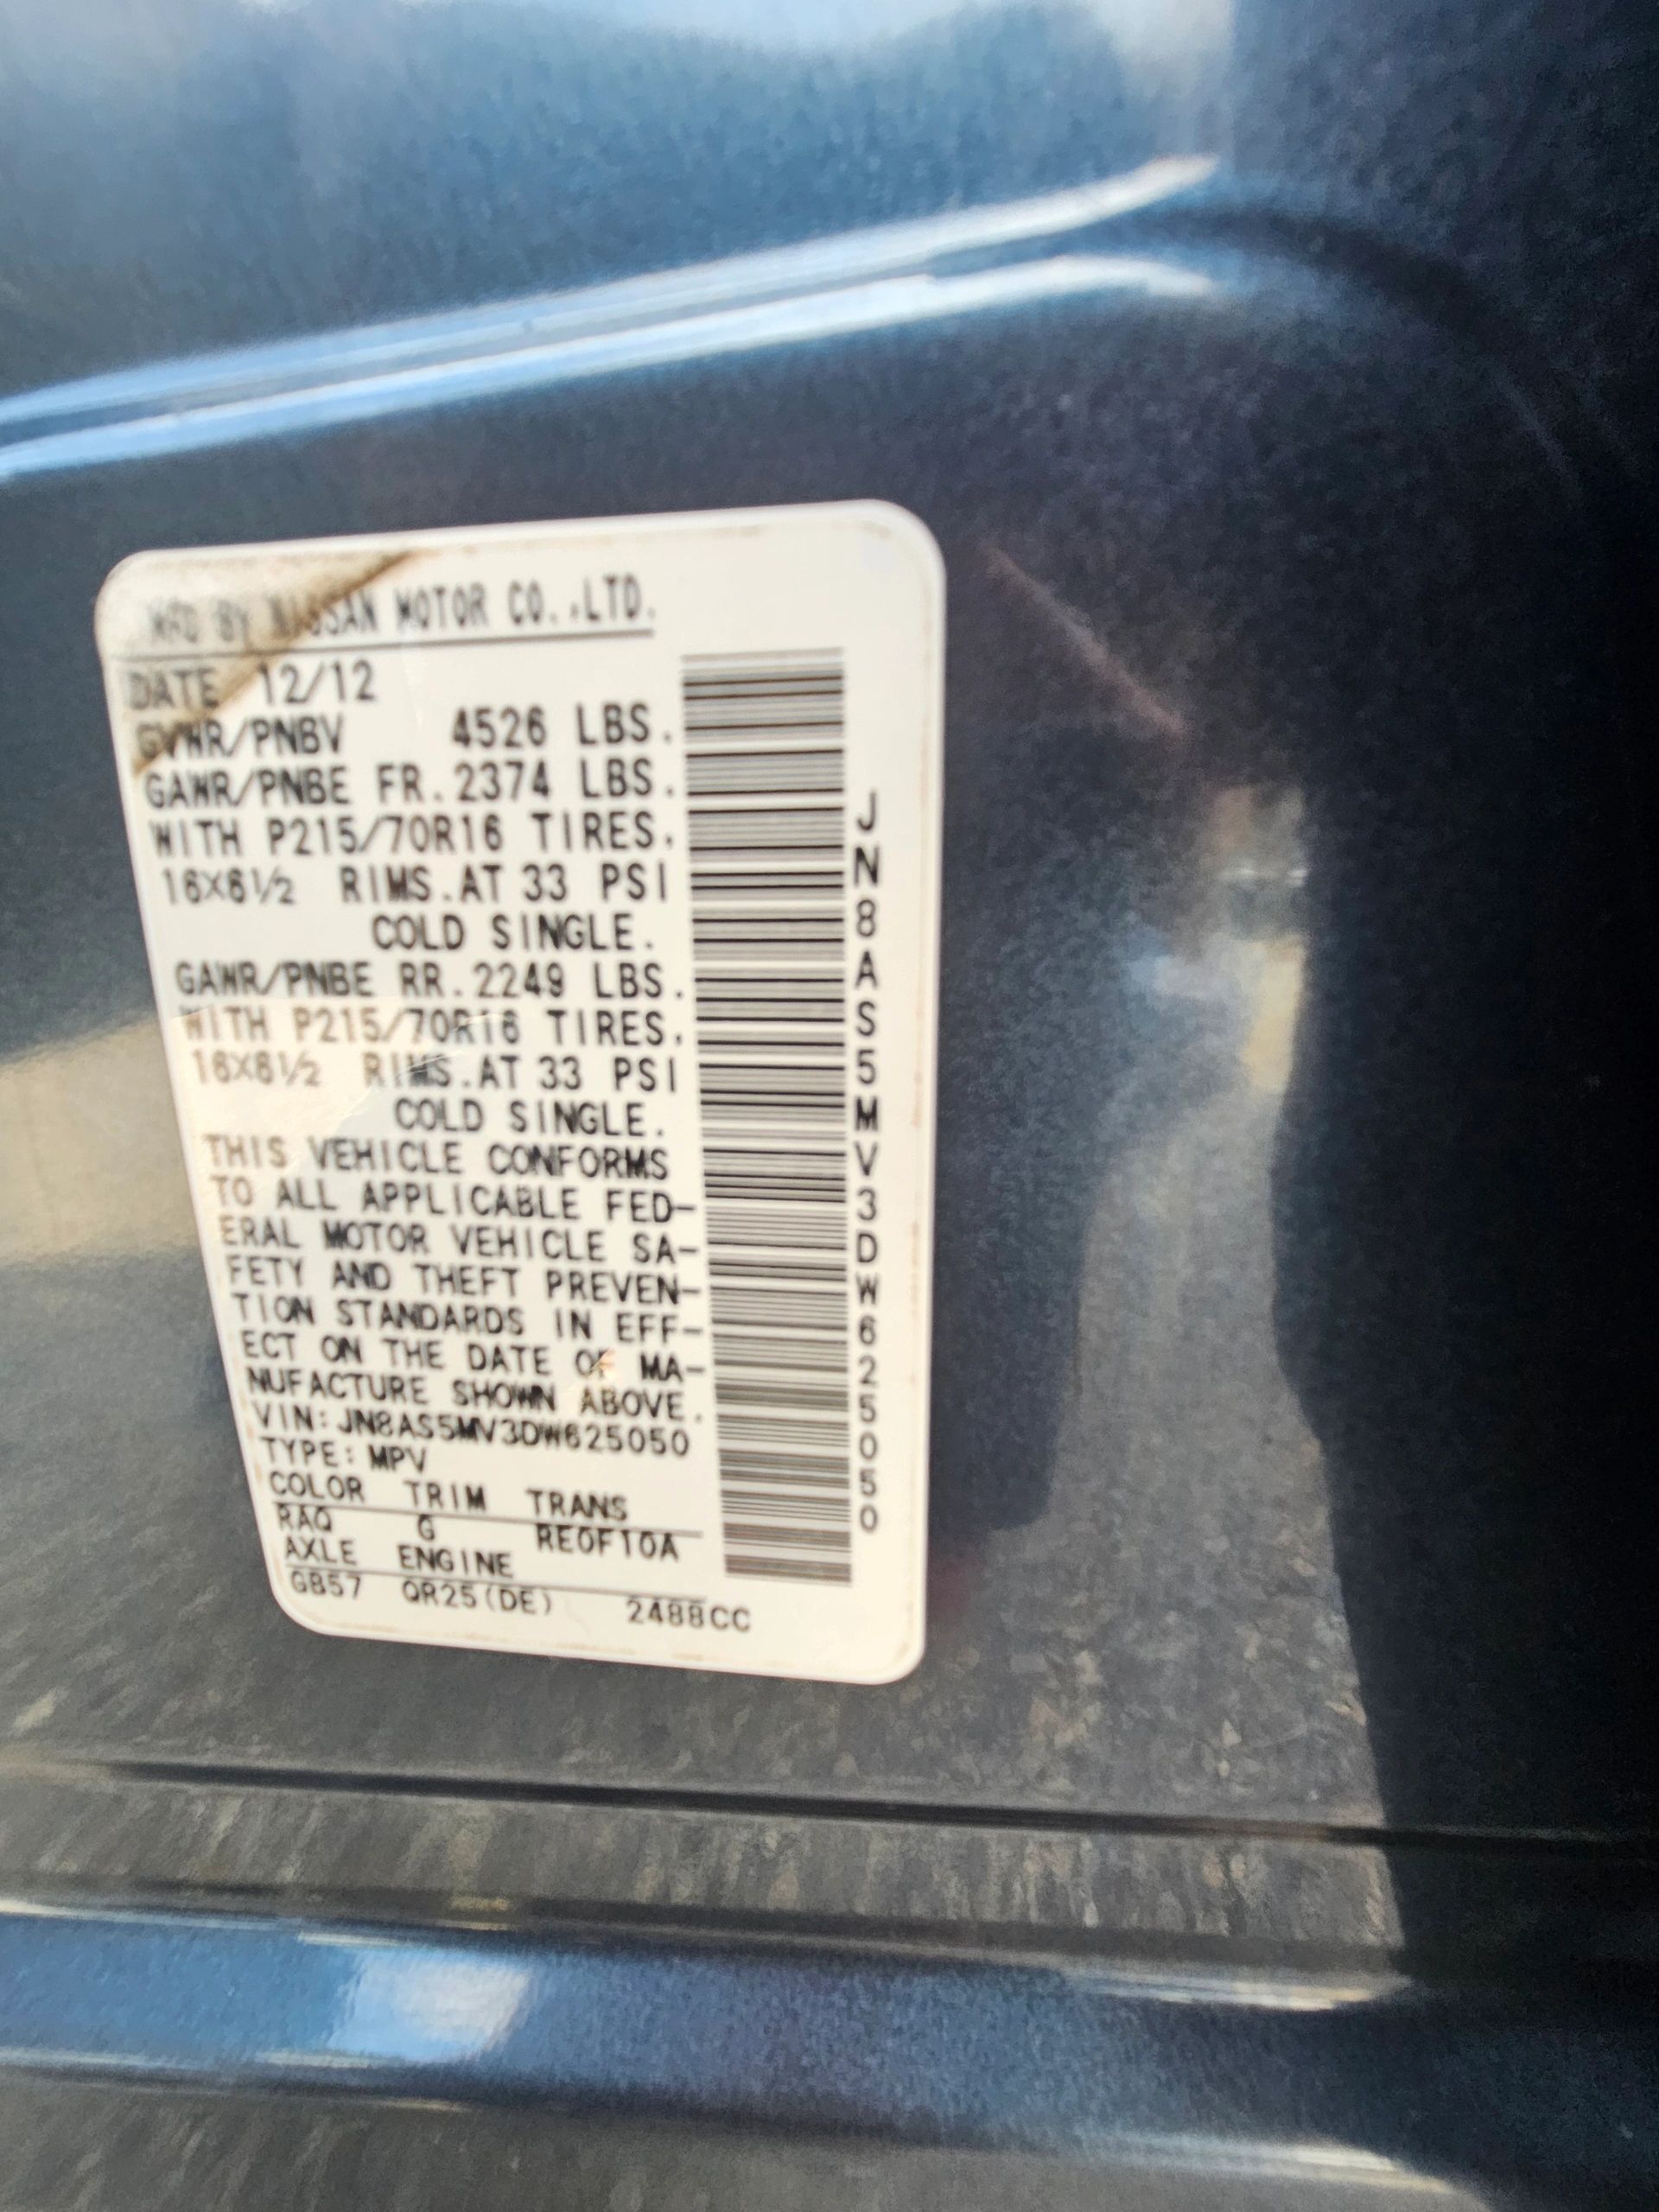 MFD BY NISSAN MOTOR CO.,LTD.
DATE 12/12
GVWR/PNBV 4526 LBS.
GAWR/PNBE FR.2374 LBS.
WITH P215/70R16 TIRES.
16X6½ RIMS.AT 33 PSI
COLD SINGLE.
GAWR/PNBE RR.2249 LBS.
WITH P215/70R16 TIRES.
16X6½ RIMS.AT 33 PSI
COLD SINGLE.
THIS VEHICLE CONFORMS
TO ALL APPLICABLE FED-
ERAL MOTOR VEHICLE SA-
FETY AND THEFT PREVEN-
TION STANDARDS IN EFF-
ECT ON THE DATE OF MA-
NUFACTURE SHOWN ABOVE.
VIN:JN8AS5MV3DW625050
TYPE:MPV
COLOR TRIM TRANS
RAQ G RE0F10A
AXLE ENGINE
GB57 QR25(DE) 2488CC
JN8AS5MV3DW625050